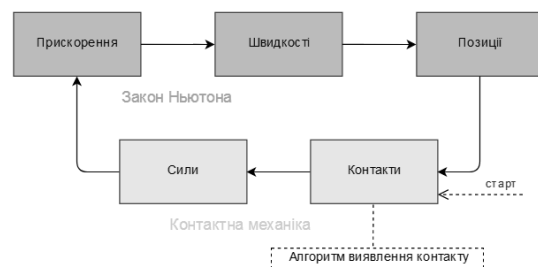 Прискорення
Швидкості
Позиції
Закон Ньютона
Сили
Контакти
старт
Контактна механіка
Алгоритм виявлення контакту